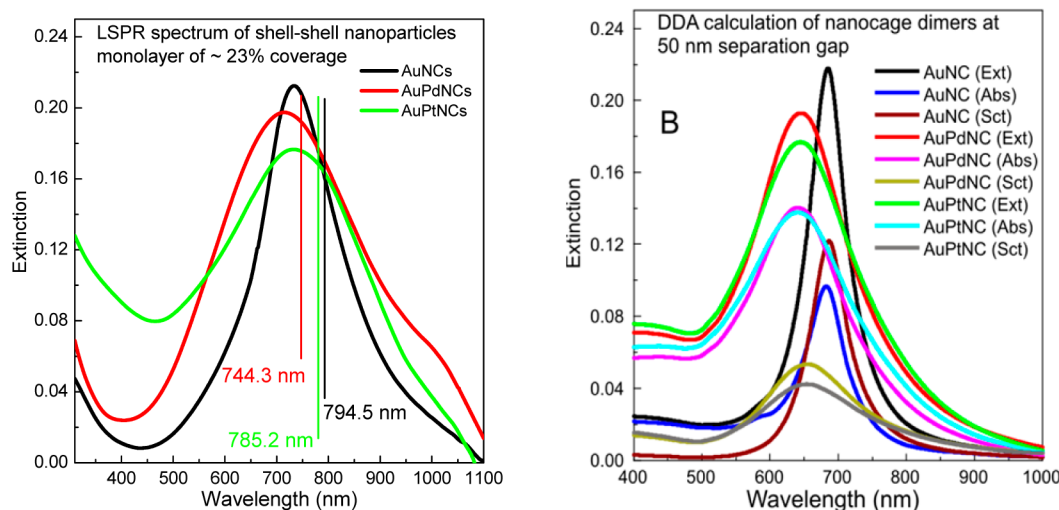 LSPR spectrum of shell-shell nanoparticles
monolayer of ~ 23% coverage
AuNCs
AuPdNCs
AuPtNCs
0.24
0.20
0.16
0.12
0.08
0.04
0.00
Extinction
744.3 nm
794.5 nm
785.2 nm
400 500 600 700 800 900 1000 1100
Wavelength (nm)
DDA calculation of nanocage dimers at
50 nm separation gap
B
AuNC (Ext)
AuNC (Abs)
AuNC (Sct)
AuPdNC (Ext)
AuPdNC (Abs)
AuPdNC (Sct)
AuPtNC (Ext)
AuPtNC (Abs)
AuPtNC (Sct)
0.24
0.20
0.16
0.12
0.08
0.04
0.00
Extinction
400 500 600 700 800 900 1000
Wavelength (nm)